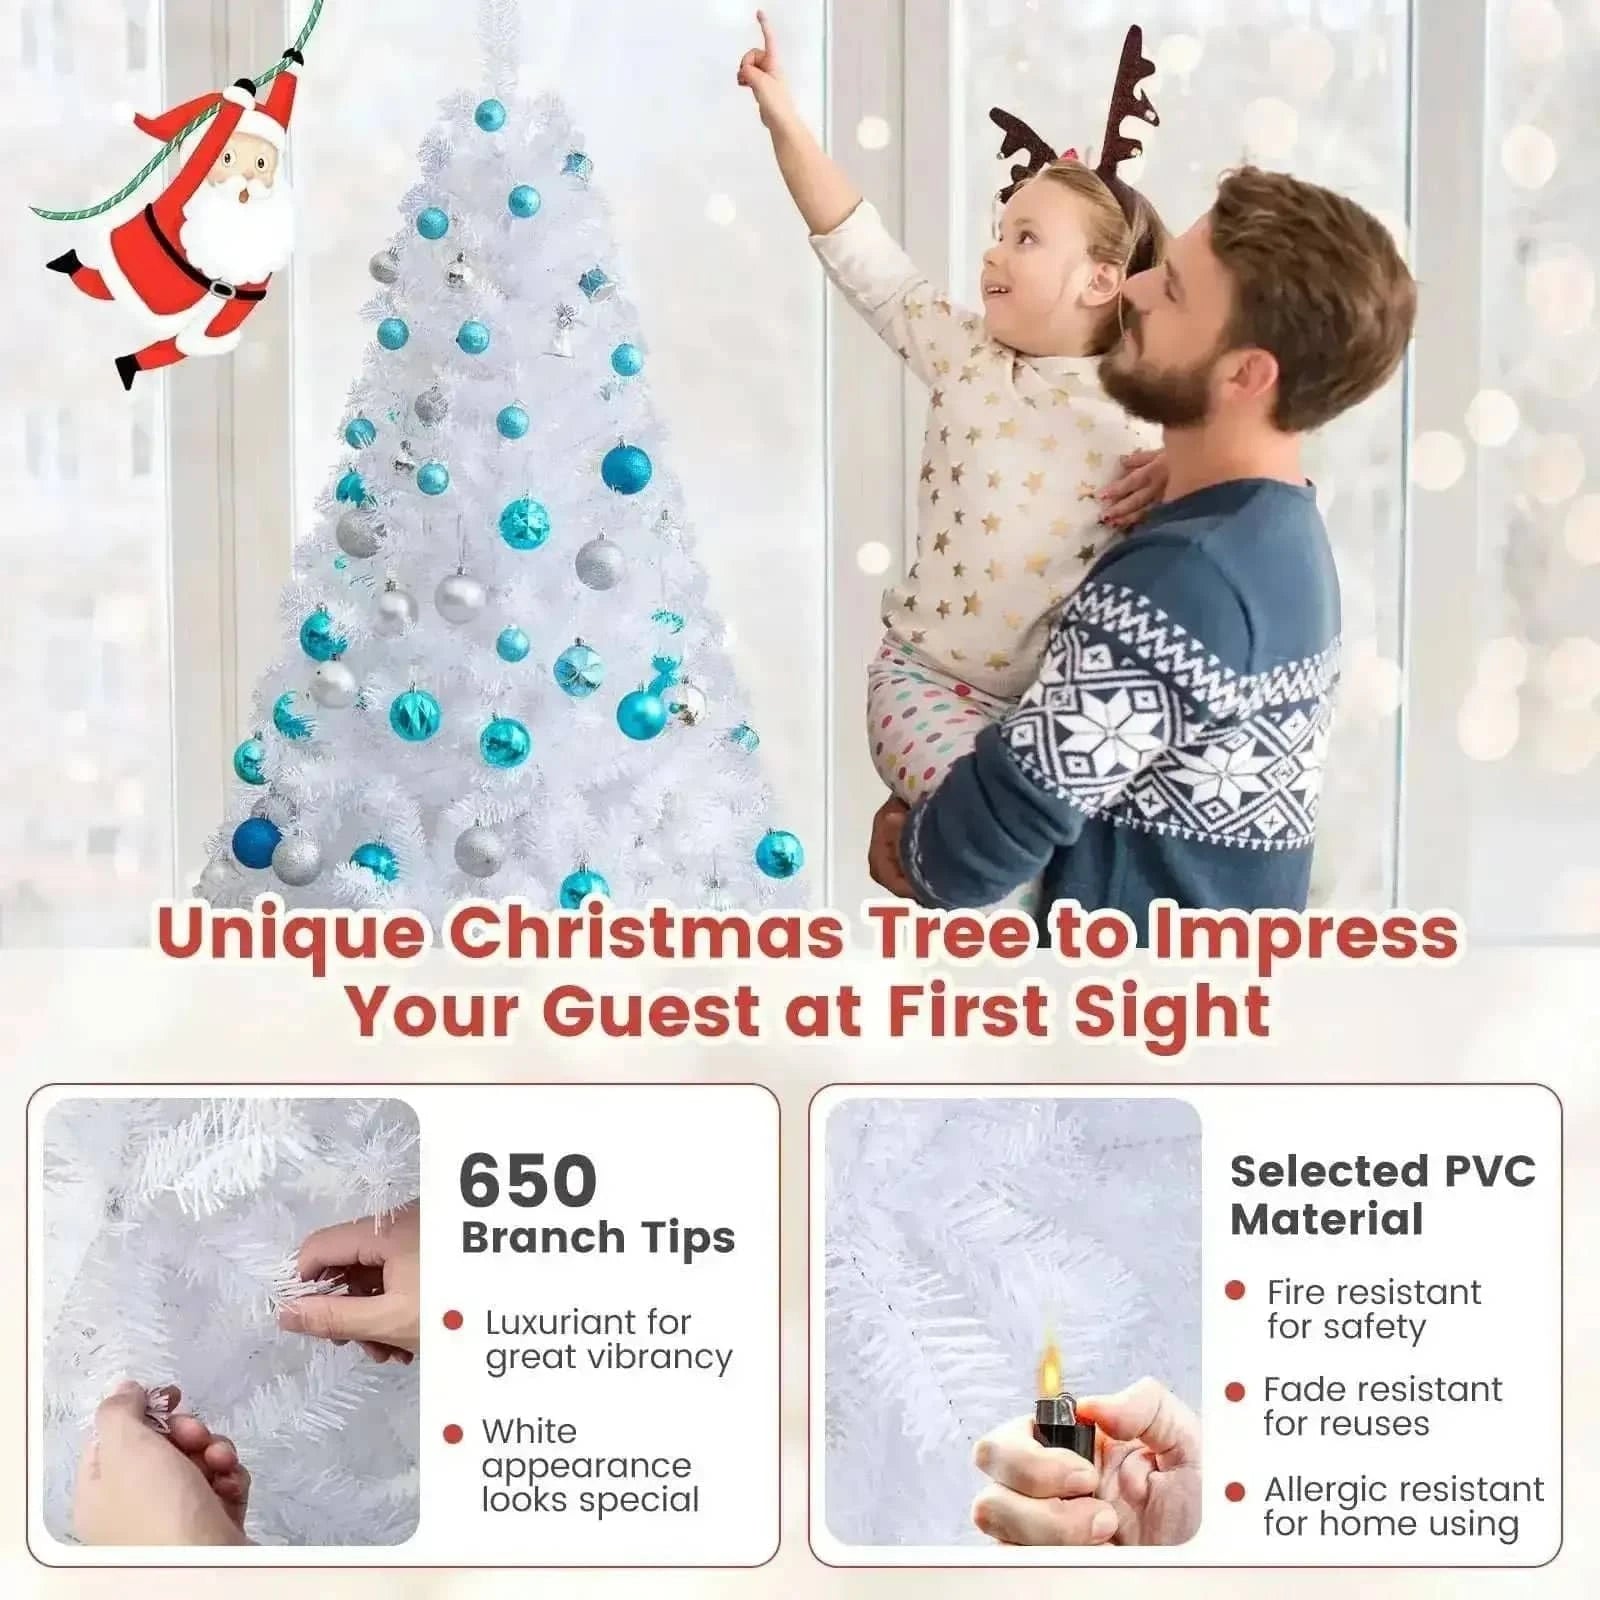 Unique Christmas Tree to Impress
Your Guest at First Sight
650
Branch Tips
Luxuriant for
great vibrancy
White
appearance
looks special
Selected PVC
Material
Fire resistant
for safety
Fade resistant
for reuses
Allergic resistant
for home using